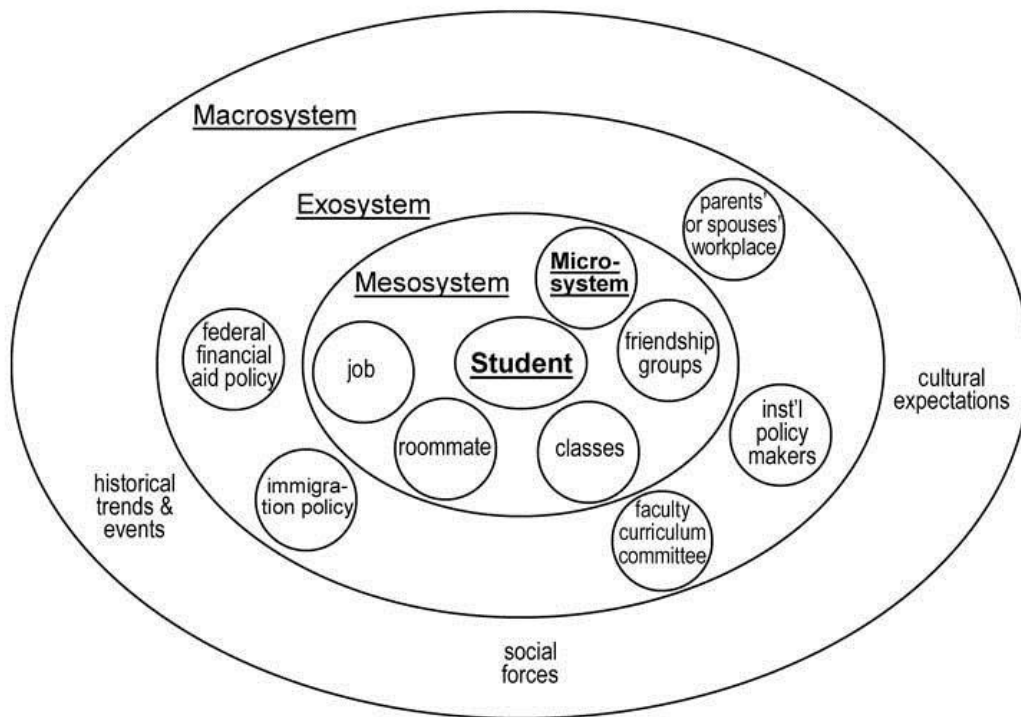 Macrosystem
Exosystem
parents'
or spouses'
workplace
Mesosystem
Micro-
system
federal
financial
aid policy
job
Student
friendship
groups
cultural
expectations
roommate
classes
inst'l
policy
makers
historical
trends &
events
immigra-
tion policy
faculty
curriculum
committee
social
forces